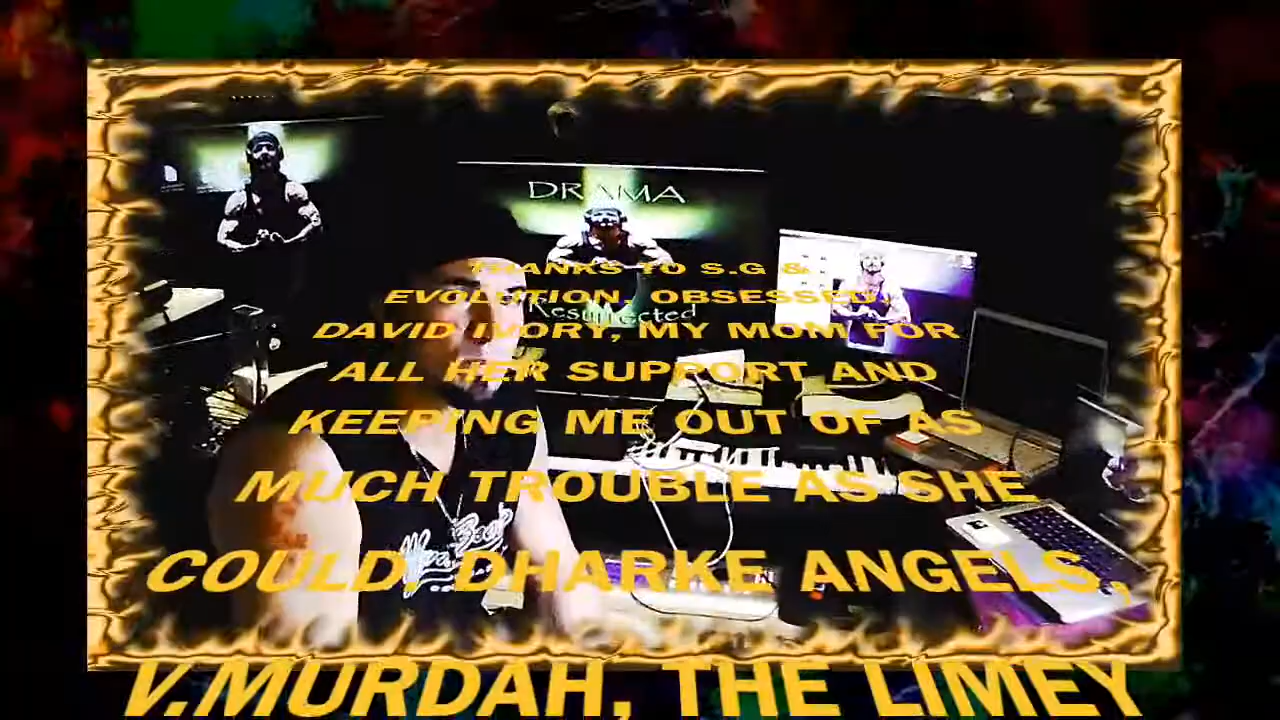 DRAMA
Resurrected
THANKS TO S.G &
EVOLUTION, OBSESSED,
DAVID IVORY, MY MOM FOR
ALL HER SUPPORT AND
KEEPING ME OUT OF AS
MUCH TROUBLE AS SHE
COULD. DHARKE ANGELS,
V.MURDAH, THE LIMEY